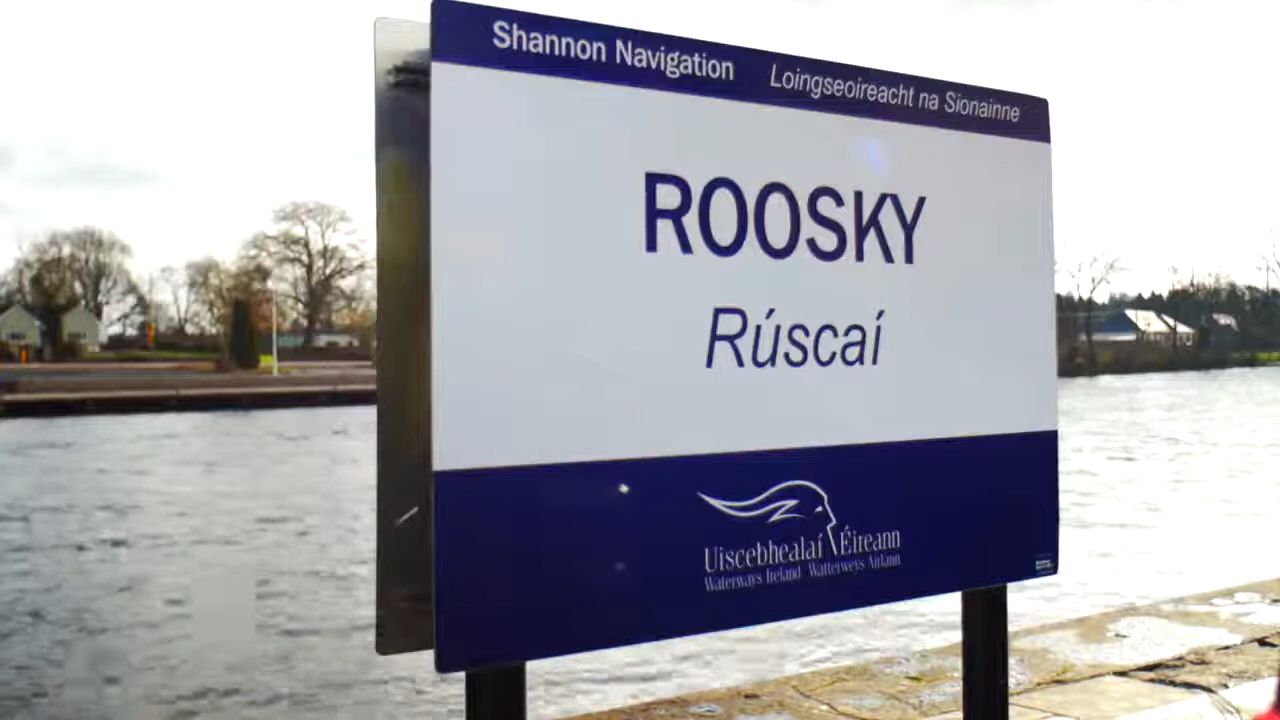 Shannon Navigation Loingseoireacht na Sionainne
ROOSKY
Rúscaí
Uiscebhealaí Éireann
Waterways Ireland Watterweys Airlann